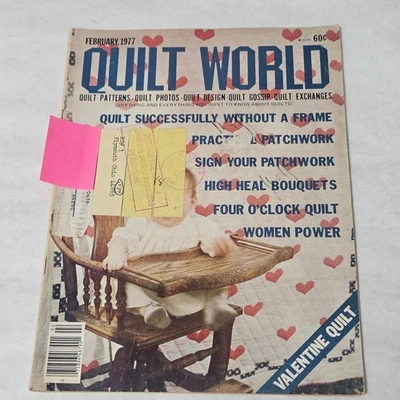 FEBRUARY, 1977
60¢
QUILT WORLD
QUILT PATTERNS · QUILT PHOTOS · QUILT DESIGN · QUILT GOSSIP · QUILT EXCHANGES
(ANYTHING AND EVERYTHING YOU WANT TO KNOW ABOUT QUILTS)
QUILT SUCCESSFULLY WITHOUT A FRAME
PRACTICAL PATCHWORK
SIGN YOUR PATCHWORK
HIGH HEAL BOUQUETS
FOUR O'CLOCK QUILT
WOMEN POWER
Plymouth Ohio
VALENTINE QUILT